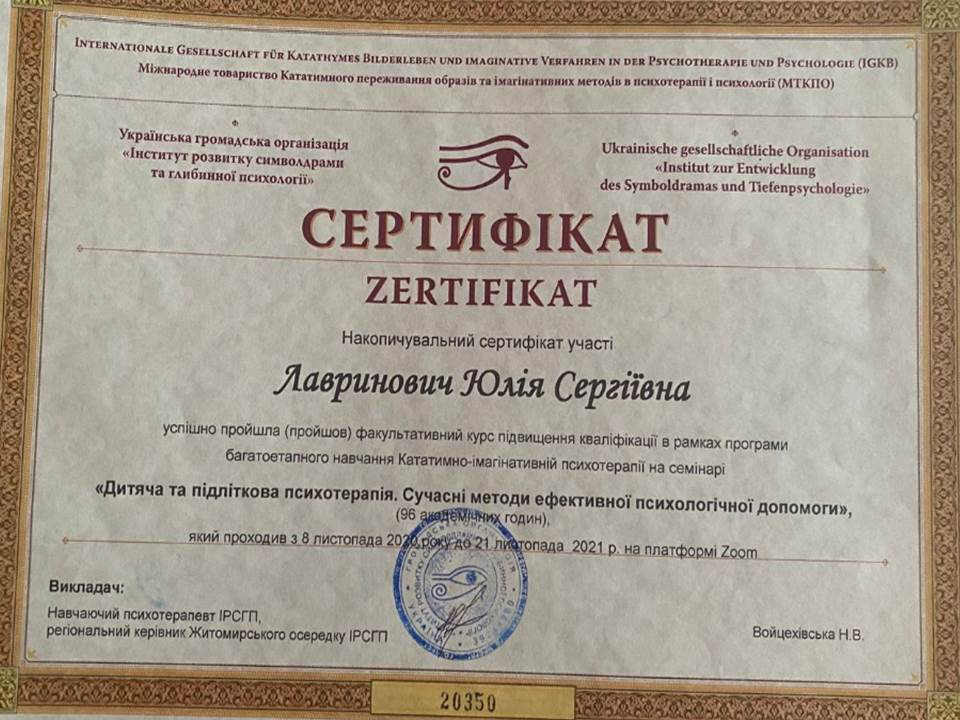 INTERNATIONALE GESELLSCHAFT FÜR KATATHYMES BILDERLEBEN UND IMAGINATIVE VERFAHREN IN DER PSYCHOTHERAPIE UND PSYCHOLOGIE (IGKB)
Міжнародне товариство Кататимного переживання образів та імагінативних методів в психотерапії і психології (МТКПО)
Українська громадська організація
«Інститут розвитку символдрами
та глибинної психології»
Ukrainische gesellschaftliche Organisation
«Institut zur Entwicklung
des Symboldramas und Tiefenpsychologie»
СЕРТИФІКАТ
ZERTIFIKAT
Накопичувальний сертифікат участі
Лавринович Юлія Сергіївна
успішно пройшла (пройшов) факультативний курс підвищення кваліфікації в рамках програми
багатоетапного навчання Кататимно-імагінативній психотерапії на семінарі
«Дитяча та підліткова психотерапія. Сучасні методи ефективної психологічної допомоги»,
(96 академічних годин),
який проходив з 8 листопада 2020 року до 21 листопада 2021 р. на платформі Zoom
Викладач:
Навчаючий психотерапевт ІРСГП,
регіональний керівник Житомирського осередку ІРСГП
Войцехівська Н.В.
20350